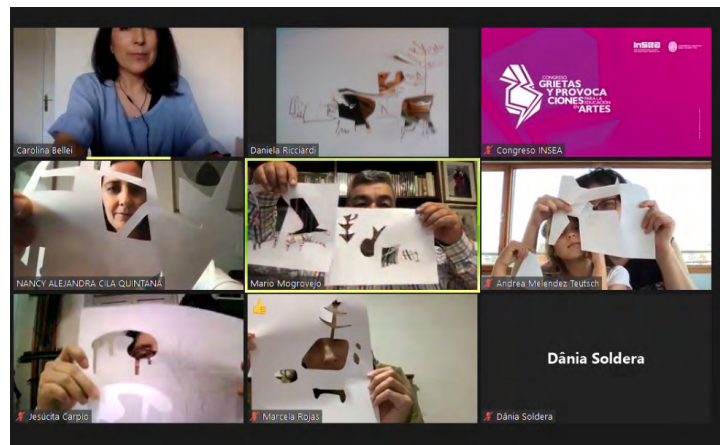 Carolina Bellei
Daniela Ricciardi
InSEA
CONGRESO
GRIETAS
Y PROVOCA
CIONES PARA LA
EDUCACIÓN
EN ARTES
Congreso INSEA
NANCY ALEJANDRA CILA QUINTANA
Mario Mogrovejo
Andrea Melendez Teutsch
Jesúcita Carpio
Marcela Rojas
Dânia Soldera
Dânia Soldera